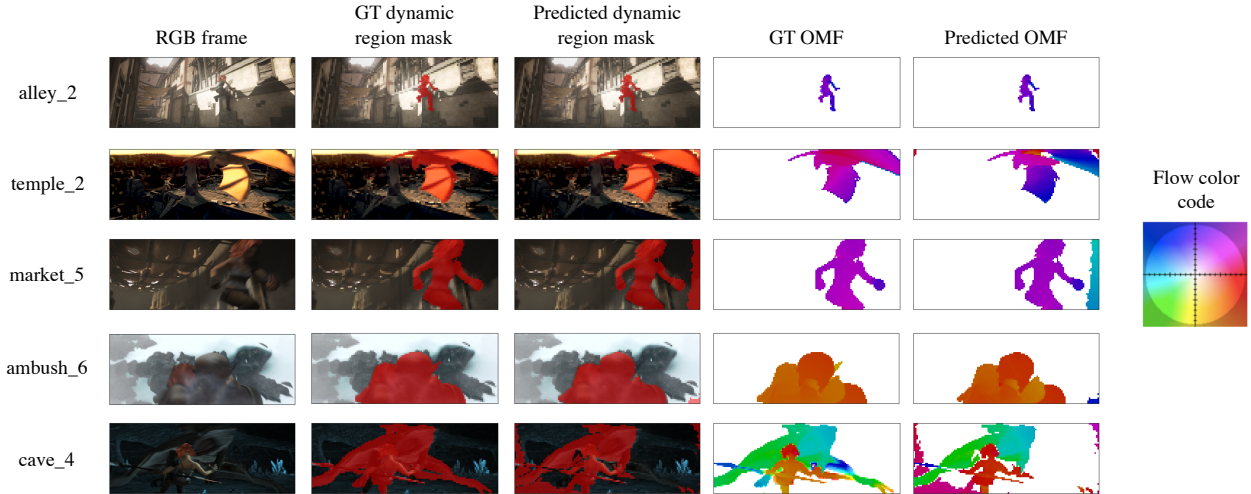 RGB frame
GT dynamic
region mask
Predicted dynamic
region mask
GT OMF
Predicted OMF
alley_2
temple_2
market_5
ambush_6
cave_4
Flow color
code